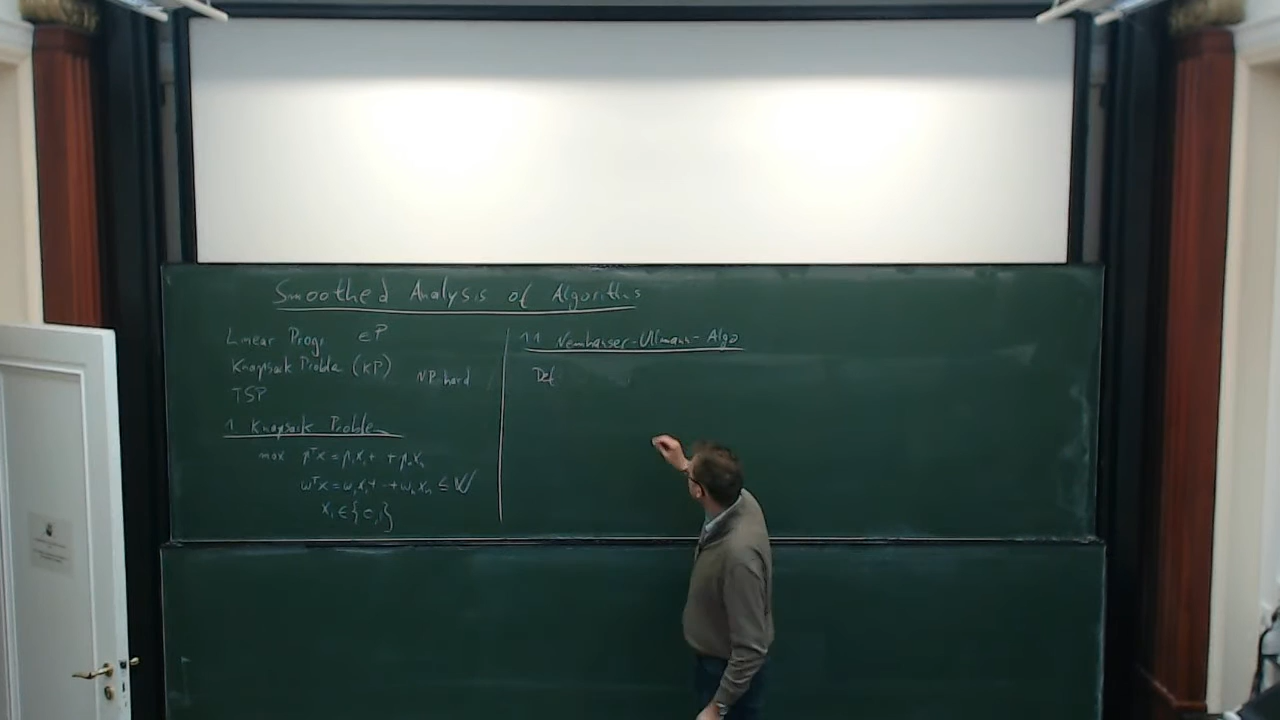 Smoothed Analysis of Algorithms
Linear Progr ∈P
Knapsack Proble (KP)
NP hard
TSP
1 Knapsack Problem
max pᵀx = p₁x₁ + + pₙxₙ
wᵀx = w₁x₁ + - + wₙxₙ ≤ W
xᵢ ∈ {0,1}
1.1 Nemhauser-Ullmann-Algo
Def